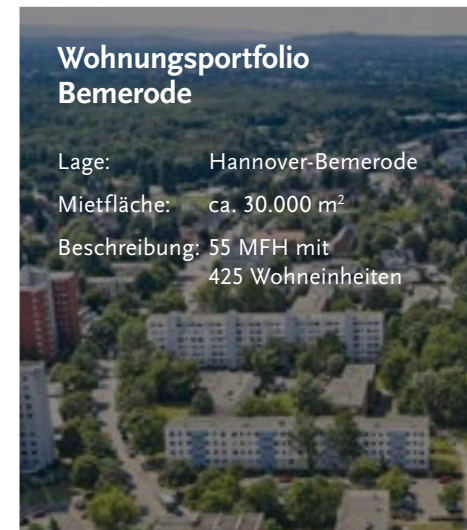 Wohnungsportfolio
Bemerode
Lage: Hannover-Bemerode
Mietfläche: ca. 30.000 m²
Beschreibung: 55 MFH mit
425 Wohneinheiten